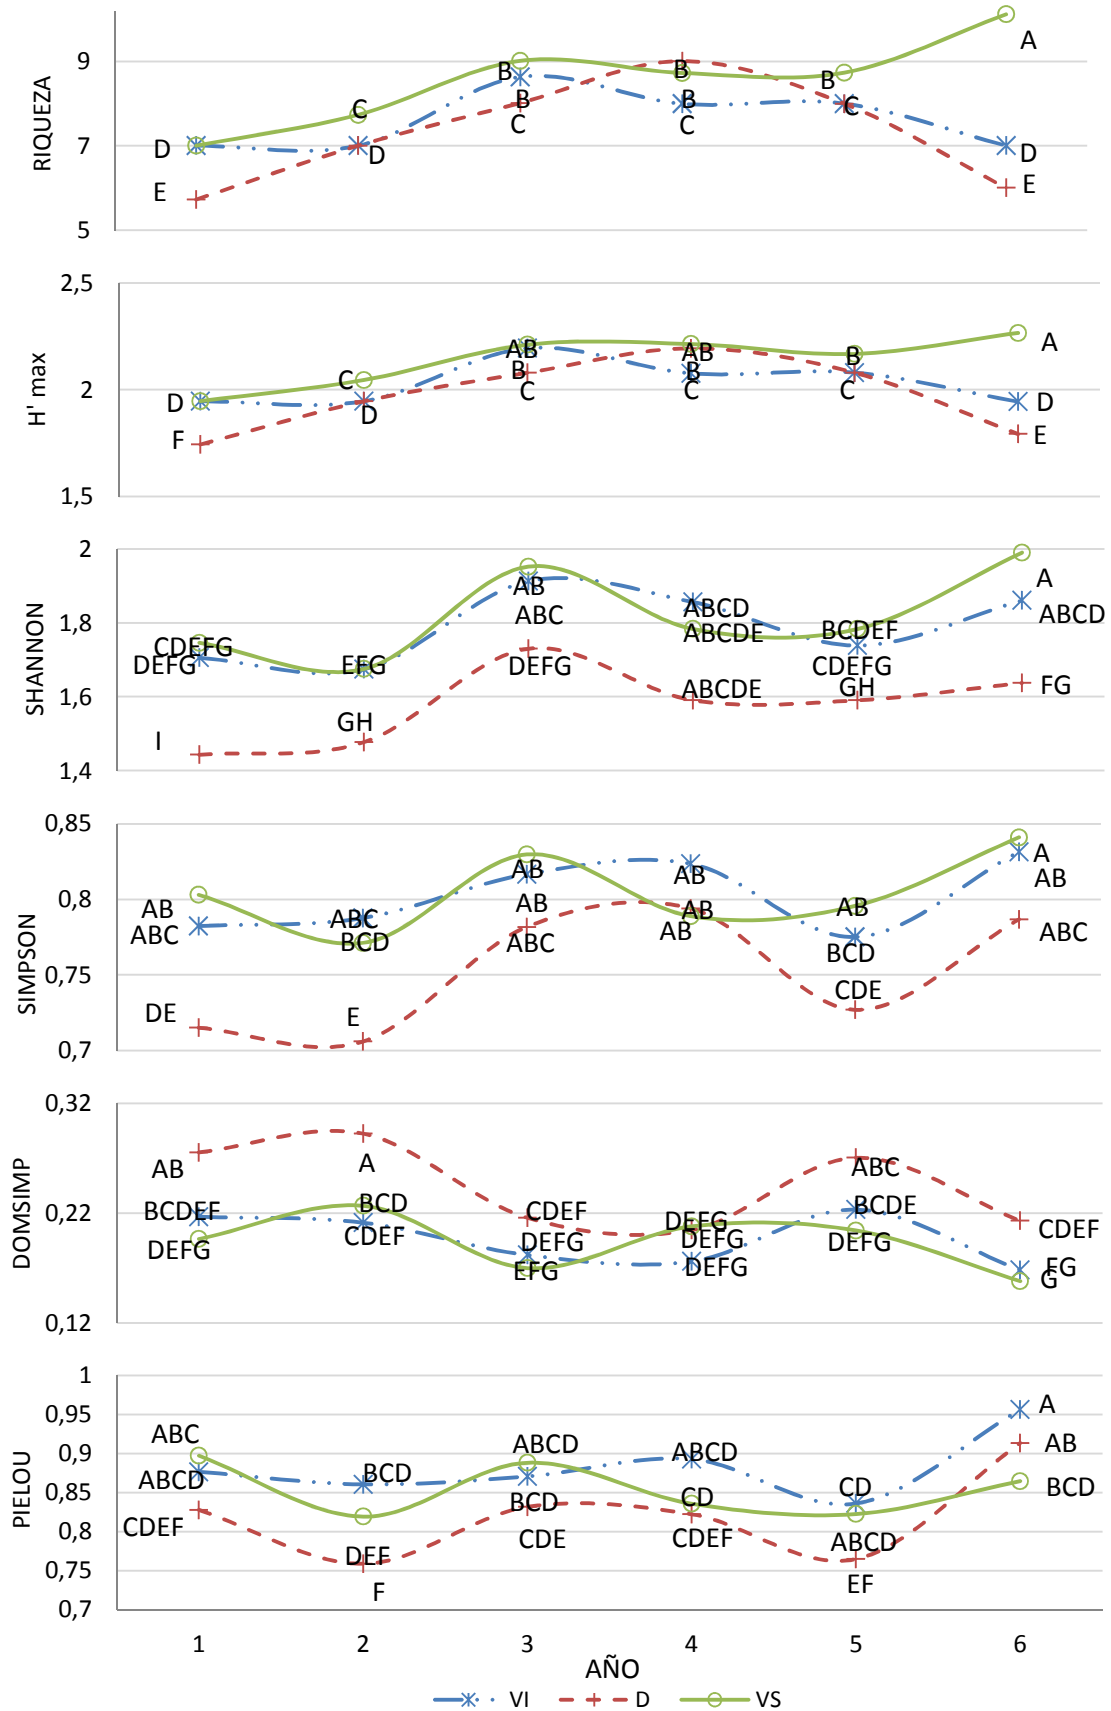 RIQUEZA
9
7
5
D
E
C
D
B
B
C
B
B
C
B
C
A
D
E
H' max
2,5
2
1,5
D
F
C
D
AB
B
C
AB
B
C
B
C
A
D
E
SHANNON
2
1,8
1,6
1,4
CDEFG
DEFG
I
EFG
GH
AB
ABC
DEFG
ABCD
ABCDE
ABCDE
BCDEF
CDEFG
GH
A
ABCD
FG
SIMPSON
0,85
0,8
0,75
0,7
AB
ABC
DE
ABC
BCD
E
AB
AB
ABC
AB
AB
AB
AB
BCD
CDE
A
AB
ABC
DOMSIMP
0,32
0,22
0,12
AB
BCDEF
DEFG
A
BCD
CDEF
CDEF
DEFG
EFG
DEFG
DEFG
DEFG
ABC
BCDE
DEFG
CDEF
FG
G
PIELOU
1
0,95
0,9
0,85
0,8
0,75
0,7
ABC
ABCD
CDEF
BCD
DEF
F
ABCD
BCD
CDE
ABCD
CD
CDEF
CD
ABCD
EF
A
AB
BCD
1 2 3 4 5 6
AÑO
VI D VS